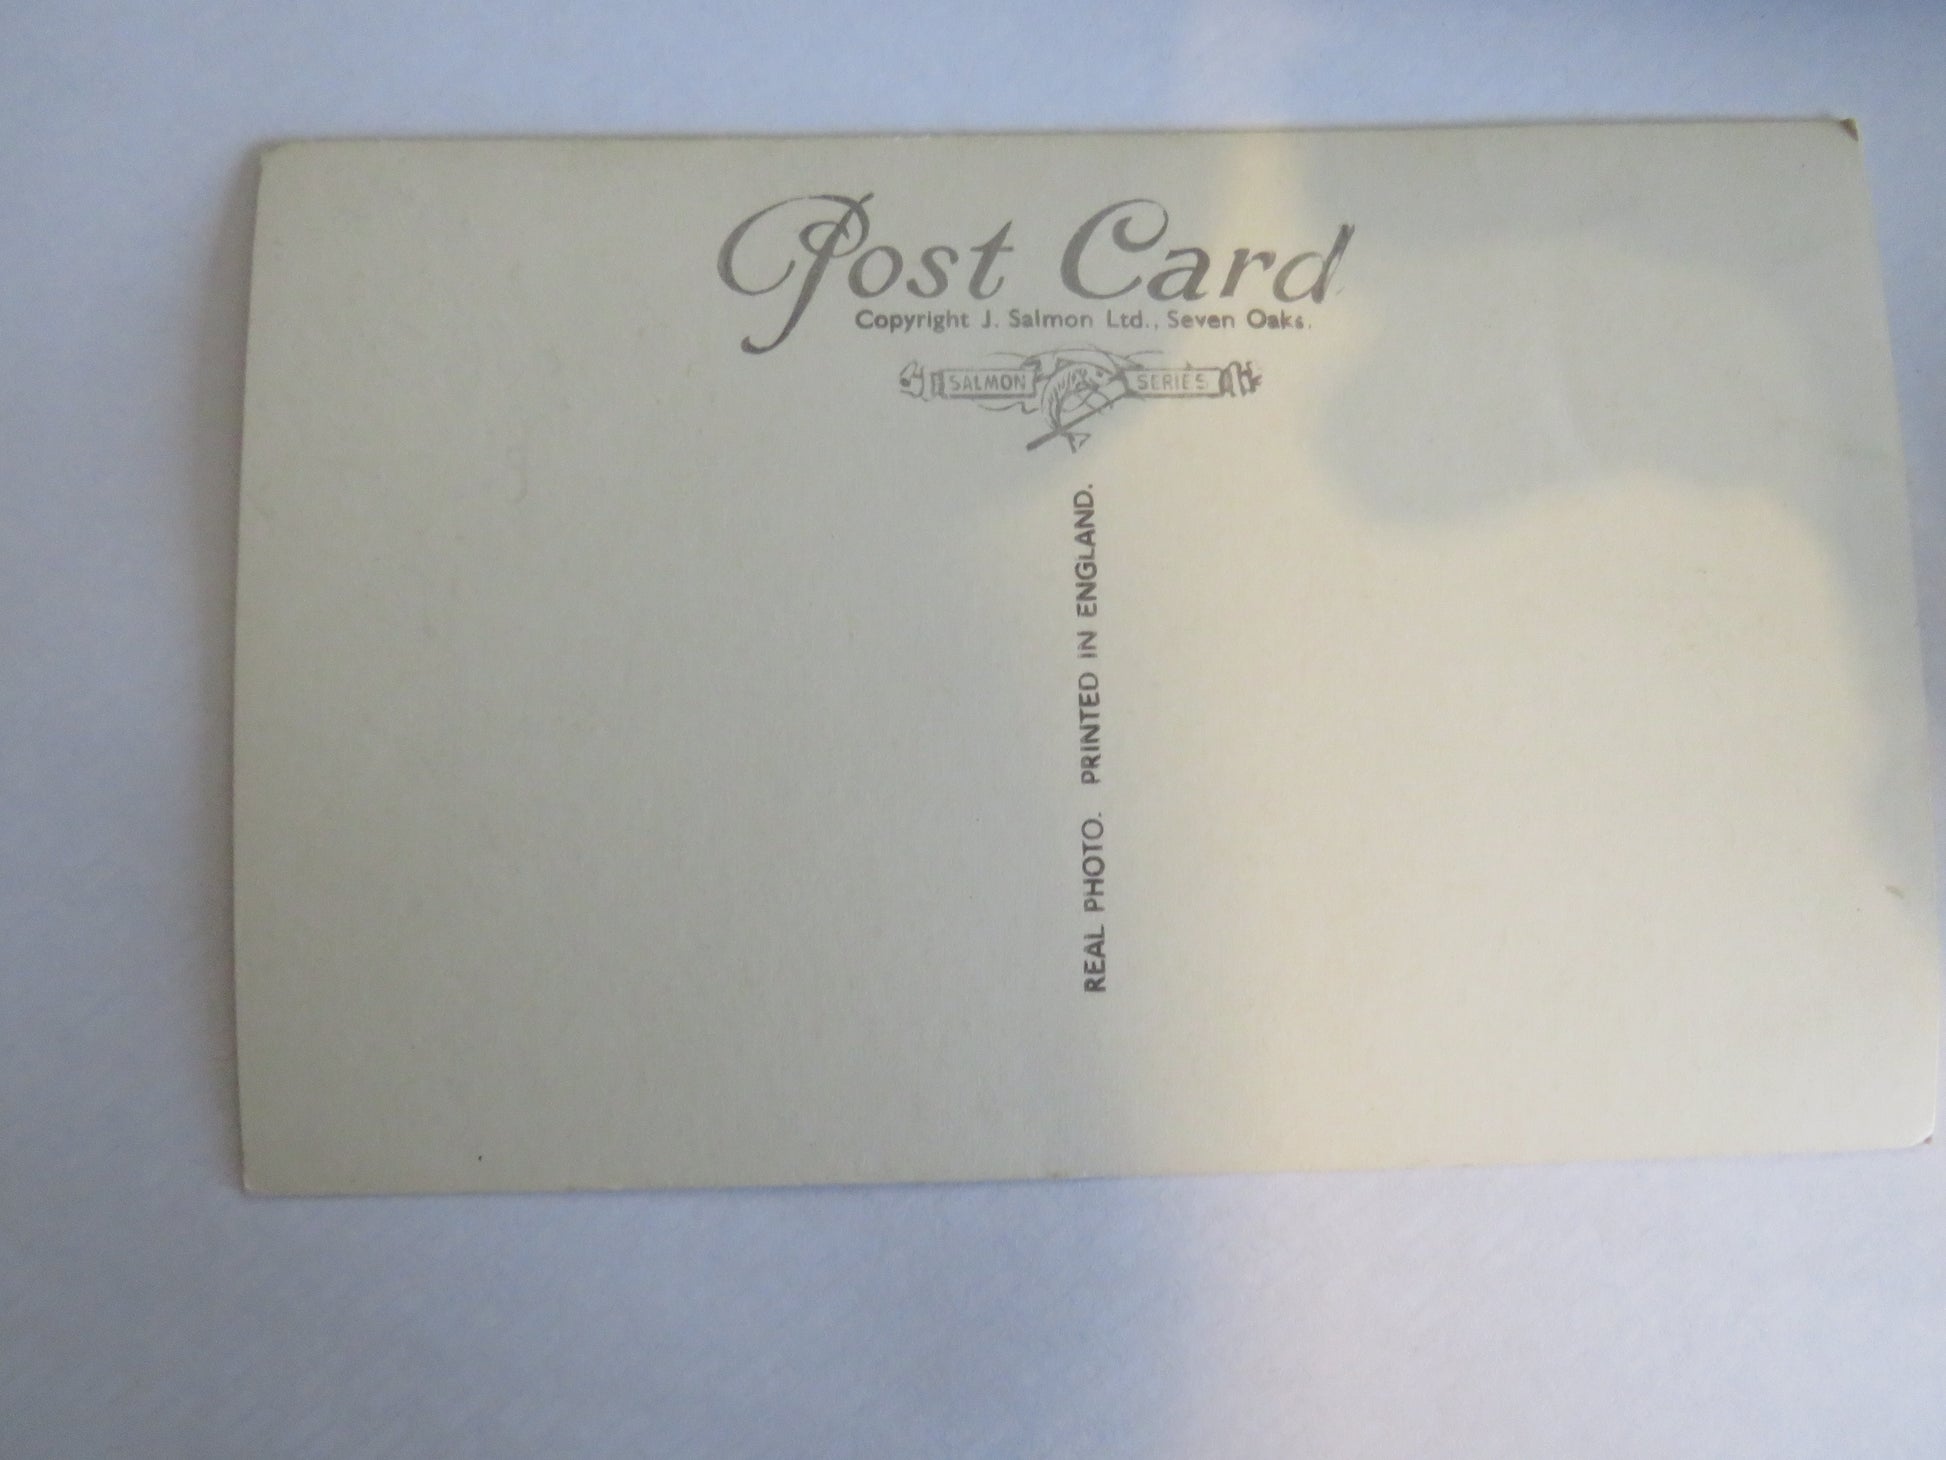 Post Card
Copyright J. Salmon Ltd., Seven Oaks.
SALMON SERIES
REAL PHOTO. PRINTED IN ENGLAND.